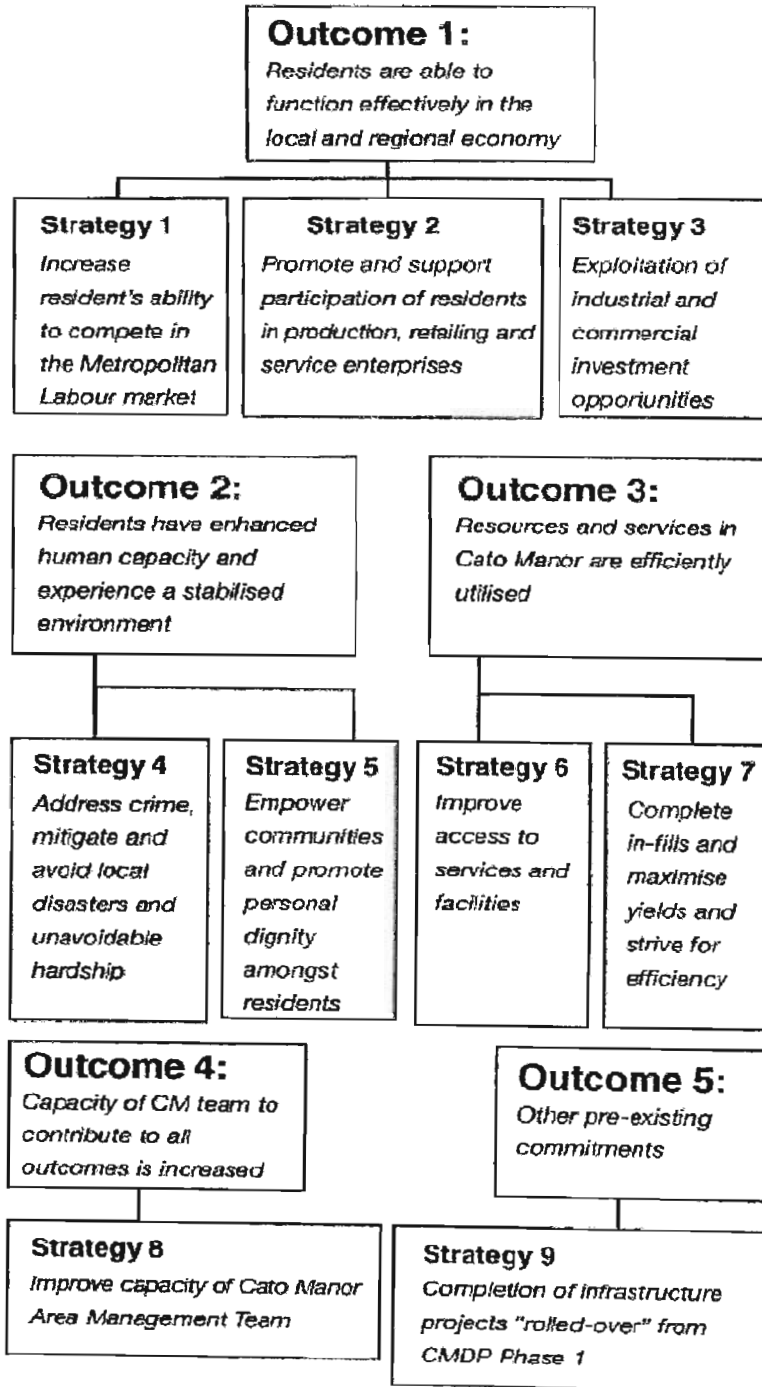 Outcome 1:
Residents are able to
function effectively in the
local and regional economy
Strategy 1
Increase
resident's ability
to compete in
the Metropolitan
Labour market
Strategy 2
Promote and support
participation of residents
in production, retailing and
service enterprises
Strategy 3
Exploitation of
industrial and
commercial
investment
opportunities
Outcome 2:
Residents have enhanced
human capacity and
experience a stabilised
environment
Outcome 3:
Resources and services in
Cato Manor are efficiently
utilised
Strategy 4
Address crime,
mitigate and
avoid local
disasters and
unavoidable
hardship
Strategy 5
Empower
communities
and promote
personal
dignity
amongst
residents
Strategy 6
Improve
access to
services and
facilities
Strategy 7
Complete
in-fills and
maximise
yields and
strive for
efficiency
Outcome 4:
Capacity of CM team to
contribute to all
outcomes is increased
Outcome 5:
Other pre-existing
commitments
Strategy 8
Improve capacity of Cato Manor
Area Management Team
Strategy 9
Completion of infrastructure
projects "rolled-over" from
CMDP Phase 1